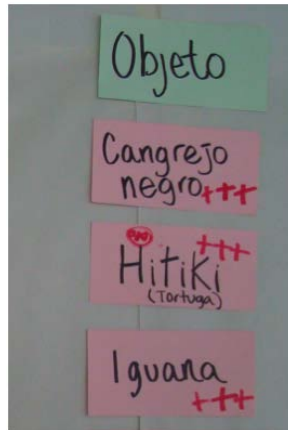 Objeto
Cangrejo
negro +++
+++
Hitiki
(Tortuga)
Iguana
+++